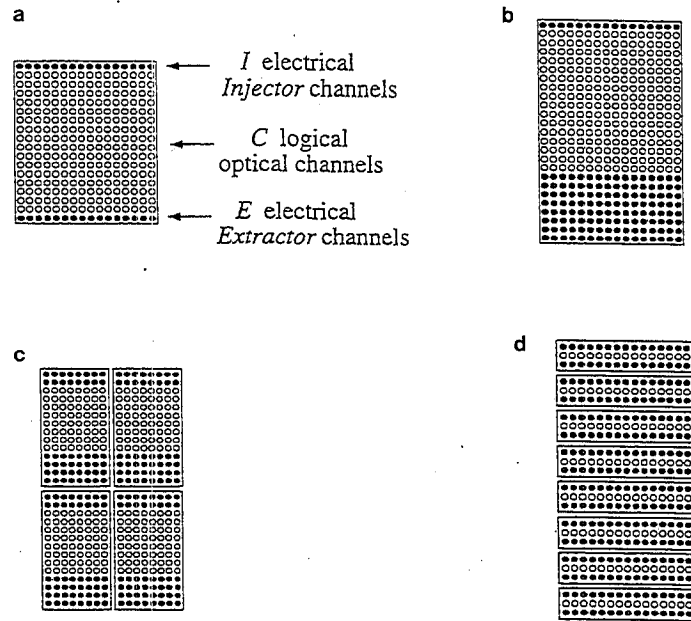 a
b
I electrical
Injector channels
C logical
optical channels
E electrical
Extractor channels
c
d